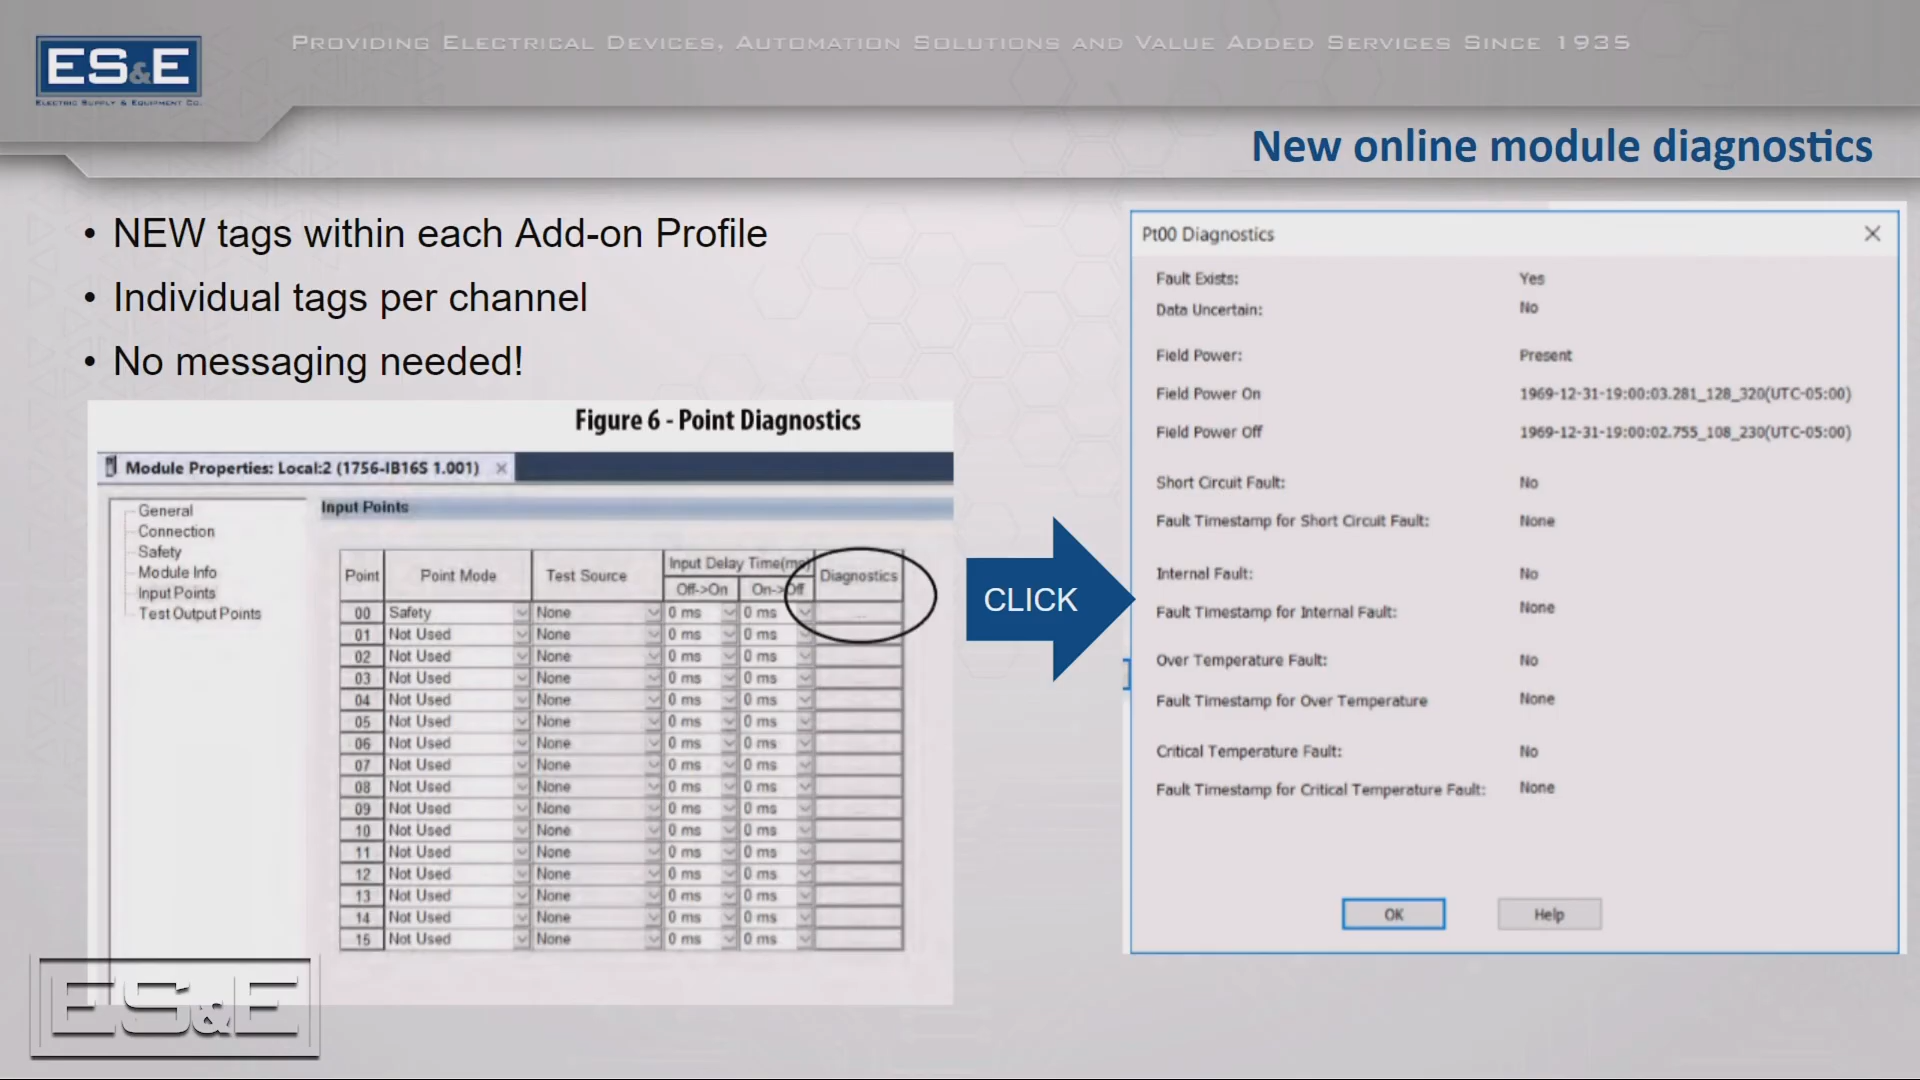 PROVIDING ELECTRICAL DEVICES, AUTOMATION SOLUTIONS AND VALUE ADDED SERVICES SINCE 1935
ES&E
ELECTRIC SUPPLY & EQUIPMENT CO.
New online module diagnostics
• NEW tags within each Add-on Profile
• Individual tags per channel
• No messaging needed!
Figure 6 - Point Diagnostics
Module Properties: Local:2 (1756-IB16S 1.001)
General
Connection
Safety
Module Info
Input Points
Test Output Points
Input Points
Point Point Mode Test Source Input Delay Time(ms) Diagnostics
Off->On On->Off
00 Safety None 0 ms 0 ms ...
01 Not Used None 0 ms 0 ms
02 Not Used None 0 ms 0 ms
03 Not Used None 0 ms 0 ms
04 Not Used None 0 ms 0 ms
05 Not Used None 0 ms 0 ms
06 Not Used None 0 ms 0 ms
07 Not Used None 0 ms 0 ms
08 Not Used None 0 ms 0 ms
09 Not Used None 0 ms 0 ms
10 Not Used None 0 ms 0 ms
11 Not Used None 0 ms 0 ms
12 Not Used None 0 ms 0 ms
13 Not Used None 0 ms 0 ms
14 Not Used None 0 ms 0 ms
15 Not Used None 0 ms 0 ms
CLICK
Pt00 Diagnostics
Fault Exists: Yes
Data Uncertain: No
Field Power: Present
Field Power On 1969-12-31-19:00:03.281_128_320(UTC-05:00)
Field Power Off 1969-12-31-19:00:02.755_108_230(UTC-05:00)
Short Circuit Fault: No
Fault Timestamp for Short Circuit Fault: None
Internal Fault: No
Fault Timestamp for Internal Fault: None
Over Temperature Fault: No
Fault Timestamp for Over Temperature None
Critical Temperature Fault: No
Fault Timestamp for Critical Temperature Fault: None
OK Help
ES&E